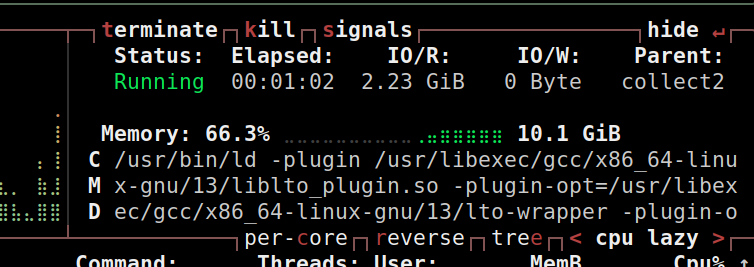 terminate kill signals hide ↵
Status: Elapsed: IO/R: IO/W: Parent:
Running 00:01:02 2.23 GiB 0 Byte collect2
Memory: 66.3% 10.1 GiB
C /usr/bin/ld -plugin /usr/libexec/gcc/x86_64-linu
M x-gnu/13/liblto_plugin.so -plugin-opt=/usr/libex
D ec/gcc/x86_64-linux-gnu/13/lto-wrapper -plugin-o
per-core reverse tree < cpu lazy >
Command: Threads: User: MemB Cpu% ↑